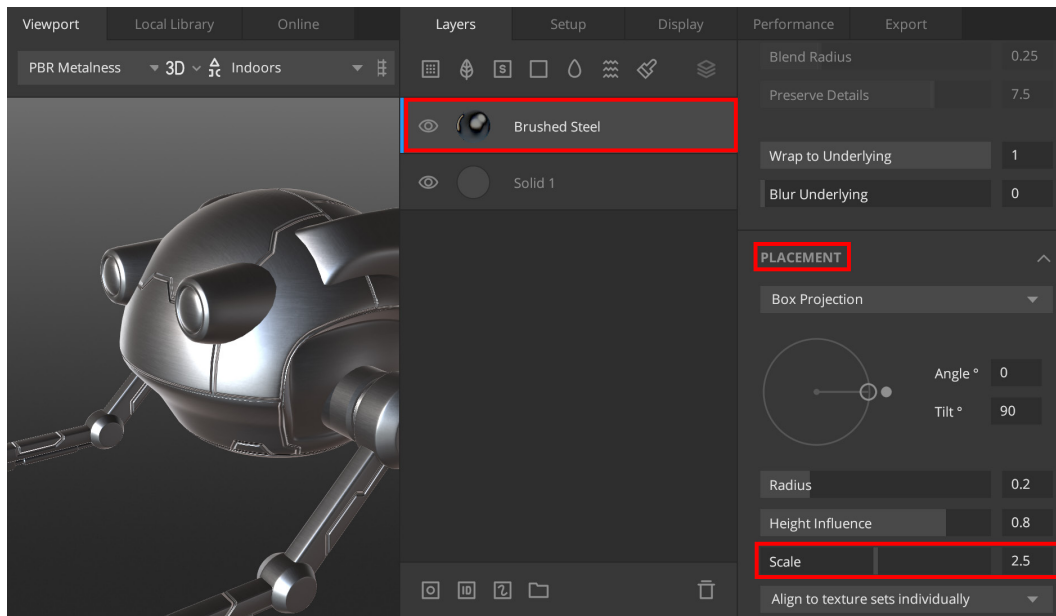 Viewport
Local Library
Online
Layers
Setup
Display
Performance
Export
PBR Metalness
3D
Indoors
S
Brushed Steel
Solid 1
ID
Blend Radius 0.25
Preserve Details 7.5
Wrap to Underlying 1
Blur Underlying 0
PLACEMENT
Box Projection
Angle ° 0
Tilt ° 90
Radius 0.2
Height Influence 0.8
Scale 2.5
Align to texture sets individually